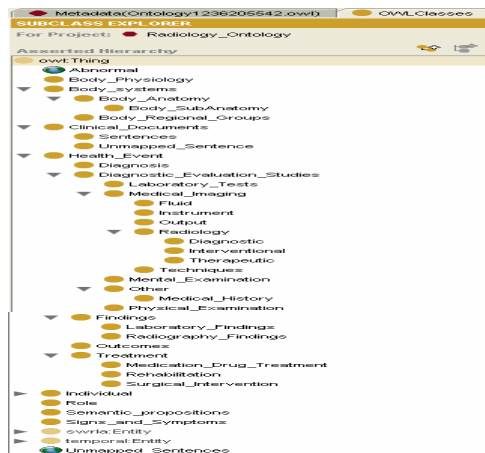 Metadata(Ontology1236205542.owl)  OWLClasses
SUBCLASS EXPLORER
For Project: Radiology_Ontology
Asserted Hierarchy
owl:Thing
Abnormal
Body_Physiology
Body_systems
Body_Anatomy
Body_SubAnatomy
Body_Regional_Groups
Clinical_Documents
Sentences
Unmapped_Sentence
Health_Event
Diagnosis
Diagnostic_Evaluation_Studies
Laboratory_Tests
Medical_Imaging
Fluid
Instrument
Output
Radiology
Diagnostic
Interventional
Therapeutic
Techniques
Mental_Examination
Other
Medical_History
Physical_Examination
Findings
Laboratory_Findings
Radiography_Findings
Outcomes
Treatment
Medication_Drug_Treatment
Rehabilitation
Surgical_Intervention
Individual
Role
Semantic_propositions
Signs_and_Symptoms
swrla:Entity
temporal:Entity
Unmapped_Sentences